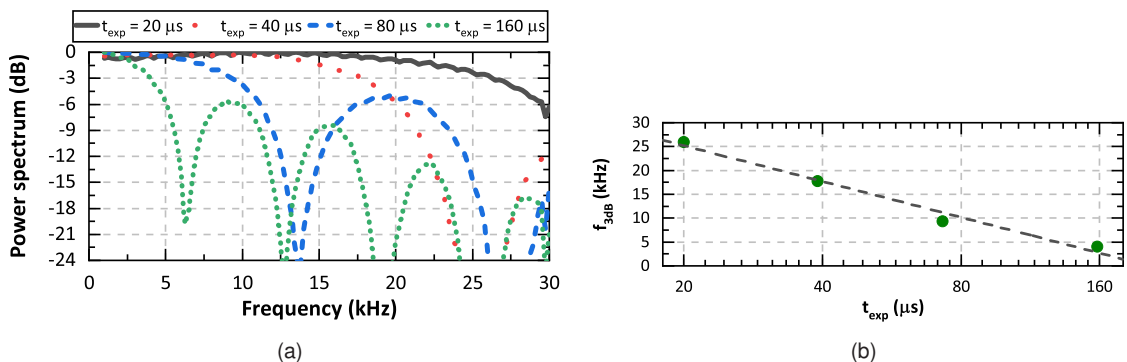 t_exp = 20 μs t_exp = 40 μs t_exp = 80 μs t_exp = 160 μs
Power spectrum (dB)
0
-3
-6
-9
-12
-15
-18
-21
-24
0 5 10 15 20 25 30
Frequency (kHz)
(a)
f_3dB (kHz)
30
25
20
15
10
5
0
20 40 80 160
t_exp (μs)
(b)